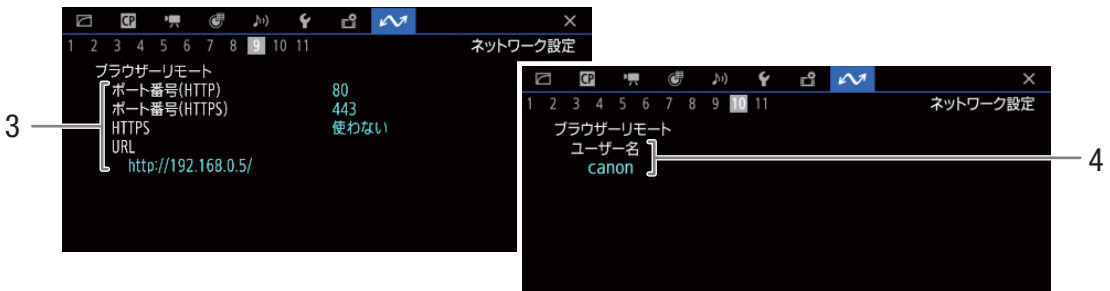 CP
1 2 3 4 5 6 7 8 9 10 11 ネットワーク設定
ブラウザーリモート
ポート番号(HTTP) 80
ポート番号(HTTPS) 443
HTTPS 使わない
URL
http://192.168.0.5/
3
CP
1 2 3 4 5 6 7 8 9 10 11 ネットワーク設定
ブラウザーリモート
ユーザー名
canon
4